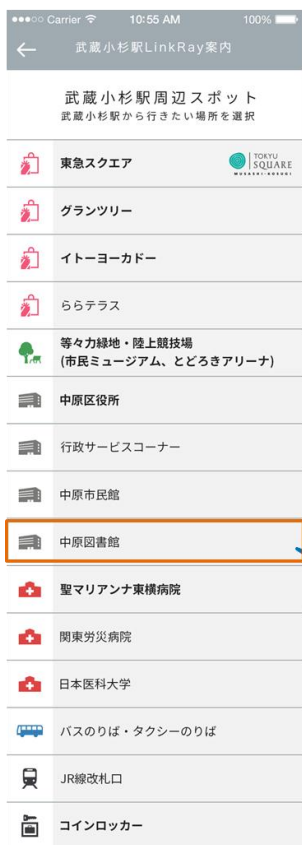 Carrier 10:55 AM 100%
武蔵小杉駅LinkRay案内
武蔵小杉駅周辺スポット
武蔵小杉駅から行きたい場所を選択
東急スクエア
TOKYU
SQUARE
MUSASHI-KOSUGI
グランツリー
イトーヨーカドー
ららテラス
等々力緑地・陸上競技場
(市民ミュージアム、とどろきアリーナ)
中原区役所
行政サービスコーナー
中原市民館
中原図書館
聖マリアンナ東横病院
関東労災病院
日本医科大学
バスのりば・タクシーのりば
JR線改札口
コインロッカー